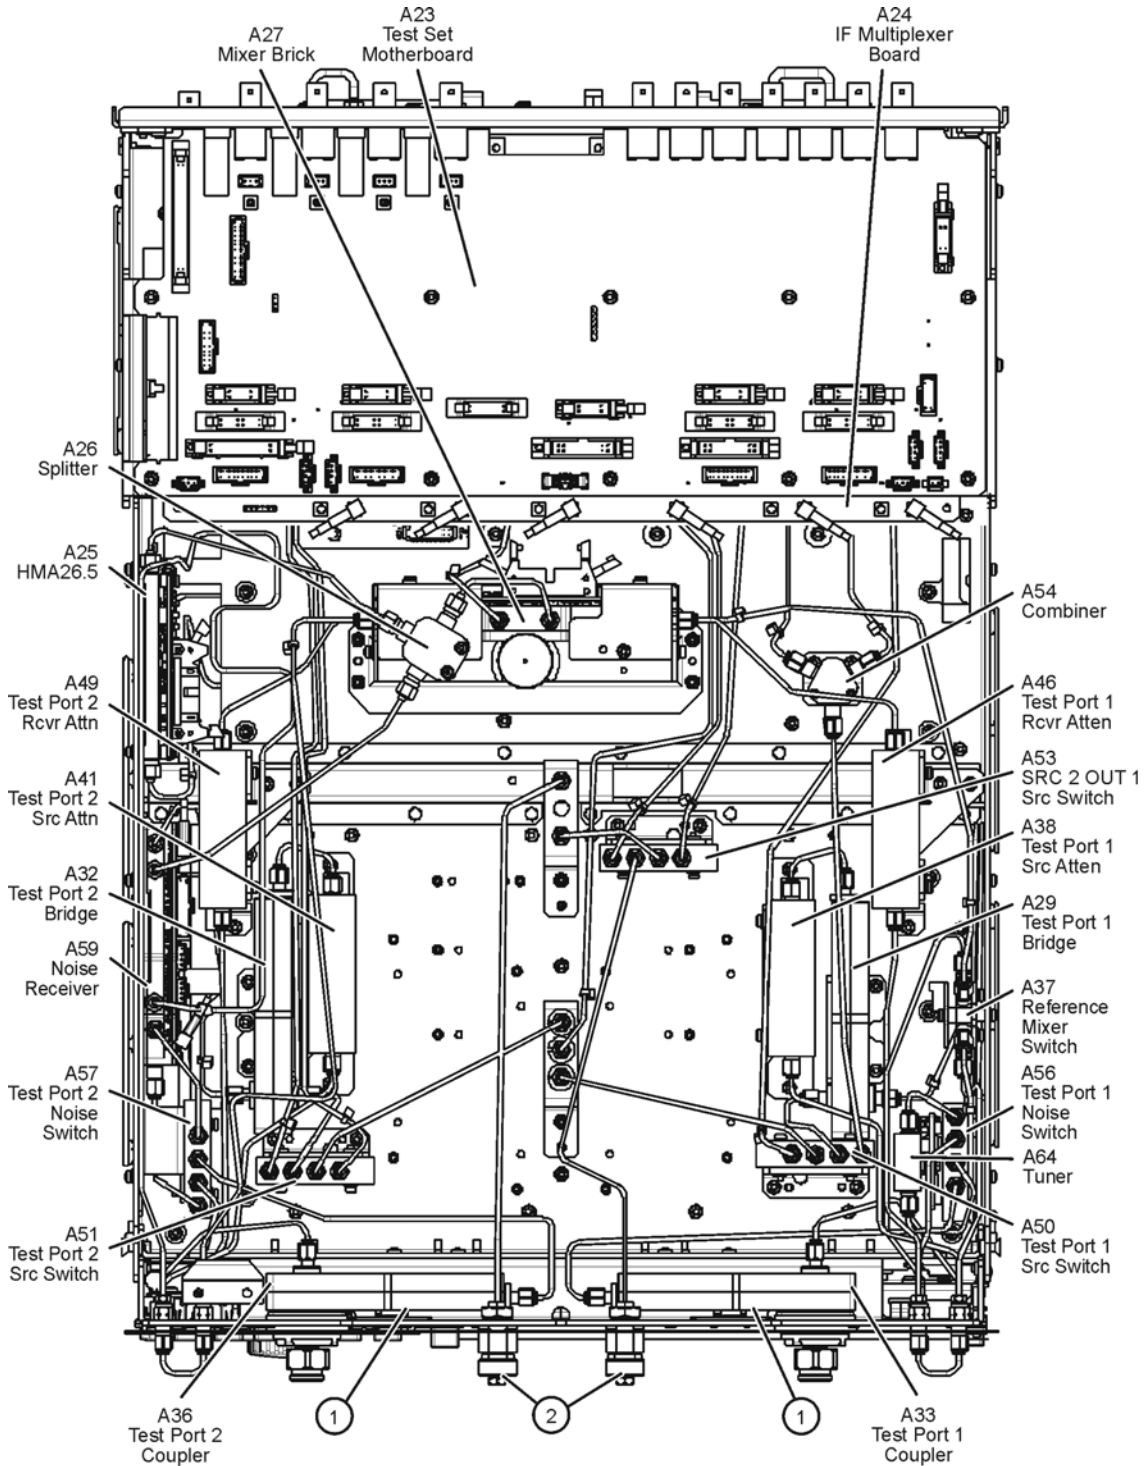 A23
Test Set
Motherboard
A24
IF Multiplexer
Board
A27
Mixer Brick
A26
Splitter
A25
HMA26.5
A49
Test Port 2
Rcvr Attn
A41
Test Port 2
Src Attn
A32
Test Port 2
Bridge
A59
Noise
Receiver
A57
Test Port 2
Noise
Switch
A51
Test Port 2
Src Switch
A54
Combiner
A46
Test Port 1
Rcvr Atten
A53
SRC 2 OUT 1
Src Switch
A38
Test Port 1
Src Atten
A29
Test Port 1
Bridge
A37
Reference
Mixer
Switch
A56
Test Port 1
Noise
Switch
A64
Tuner
A50
Test Port 1
Src Switch
A36
Test Port 2
Coupler
1
2
1
A33
Test Port 1
Coupler